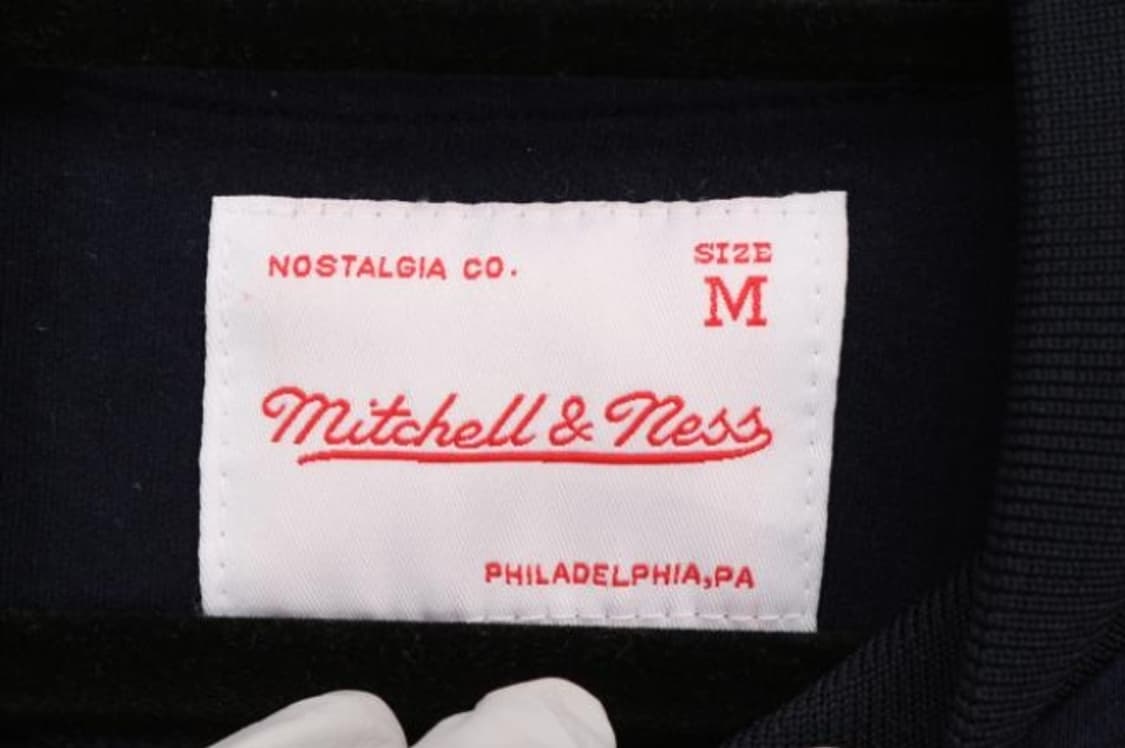 NOSTALGIA CO.
SIZE
M
Mitchell & Ness
PHILADELPHIA,PA